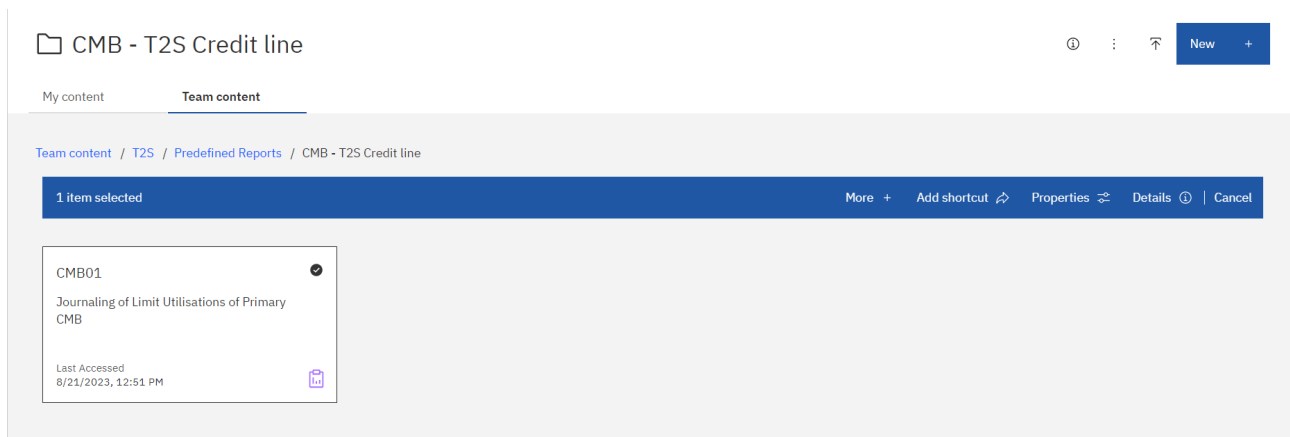 CMB - T2S Credit line
New +
My content Team content
Team content / T2S / Predefined Reports / CMB - T2S Credit line
1 item selected More + Add shortcut Properties Details | Cancel
CMB01
Journaling of Limit Utilisations of Primary
CMB
Last Accessed
8/21/2023, 12:51 PM